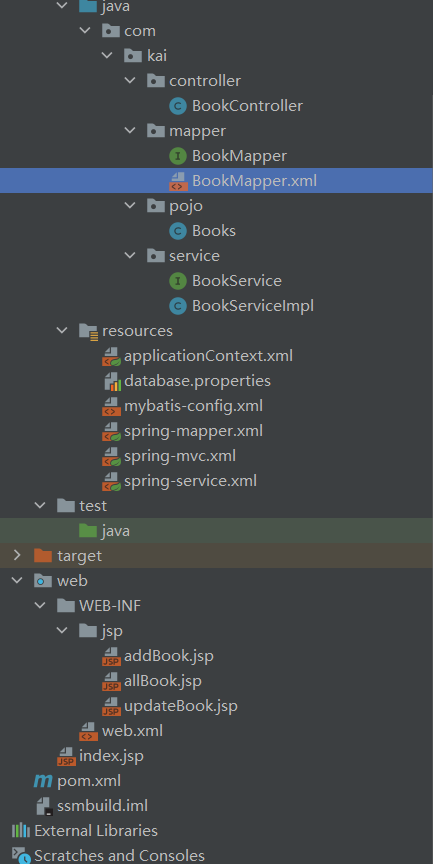 java
com
kai
controller
BookController
mapper
BookMapper
BookMapper.xml
pojo
Books
service
BookService
BookServiceImpl
resources
applicationContext.xml
database.properties
mybatis-config.xml
spring-mapper.xml
spring-mvc.xml
spring-service.xml
test
java
target
web
WEB-INF
jsp
addBook.jsp
allBook.jsp
updateBook.jsp
web.xml
index.jsp
pom.xml
ssmbuild.iml
External Libraries
Scratches and Consoles